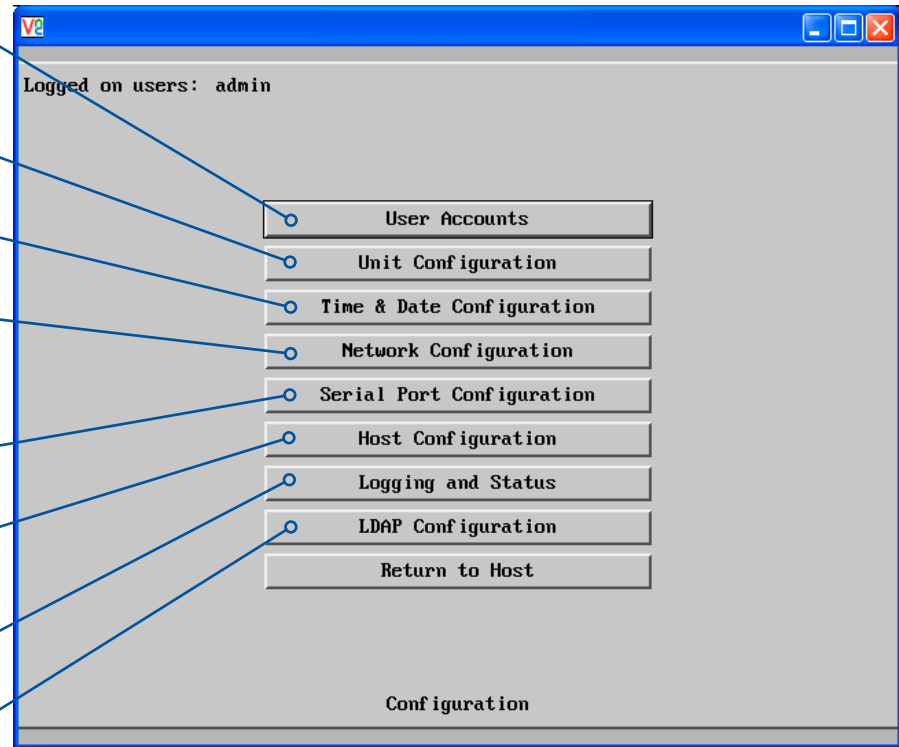 V2
Logged on users: admin
User Accounts
Unit Configuration
Time & Date Configuration
Network Configuration
Serial Port Configuration
Host Configuration
Logging and Status
LDAP Configuration
Return to Host
Configuration